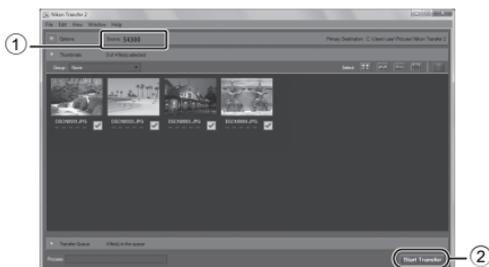 Nikon Transfer 2
File Edit View Window Help
① Options Source: S4300 Primary Destination: C:\Users\user\Pictures\Nikon Transfer 2
Thumbnails
Group: None Select:
DSCN0001.JPG DSCN0002.JPG DSCN0003.JPG DSCN0004.JPG
Transfer Queue
Process: Start Transfer ②